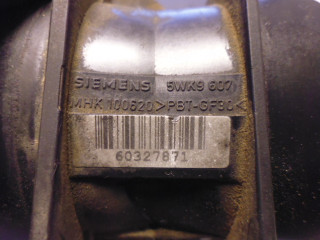 SIEMENS 5WK9 607
MHK 100620 >PBT-GF30<
60327871